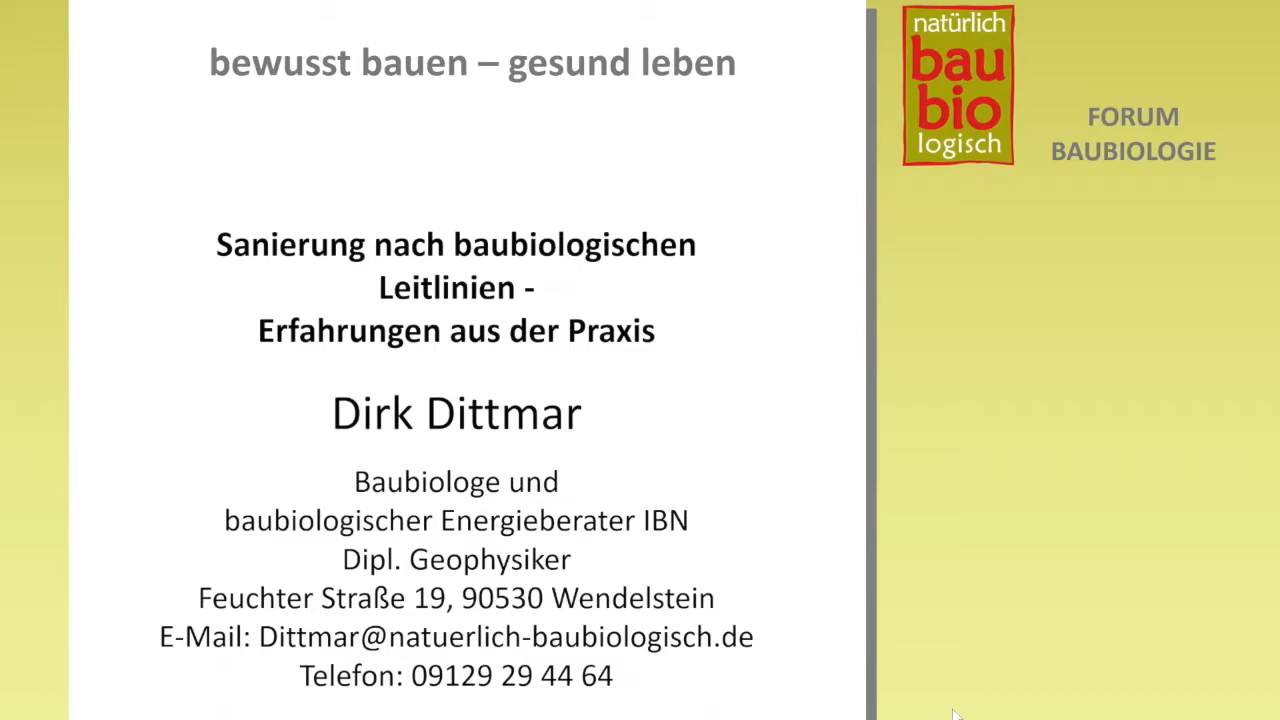 bewusst bauen – gesund leben
natürlich
bau
bio
logisch
FORUM
BAUBIOLOGIE
Sanierung nach baubiologischen
Leitlinien -
Erfahrungen aus der Praxis
Dirk Dittmar
Baubiologe und
baubiologischer Energieberater IBN
Dipl. Geophysiker
Feuchter Straße 19, 90530 Wendelstein
E-Mail: Dittmar@natuerlich-baubiologisch.de
Telefon: 09129 29 44 64